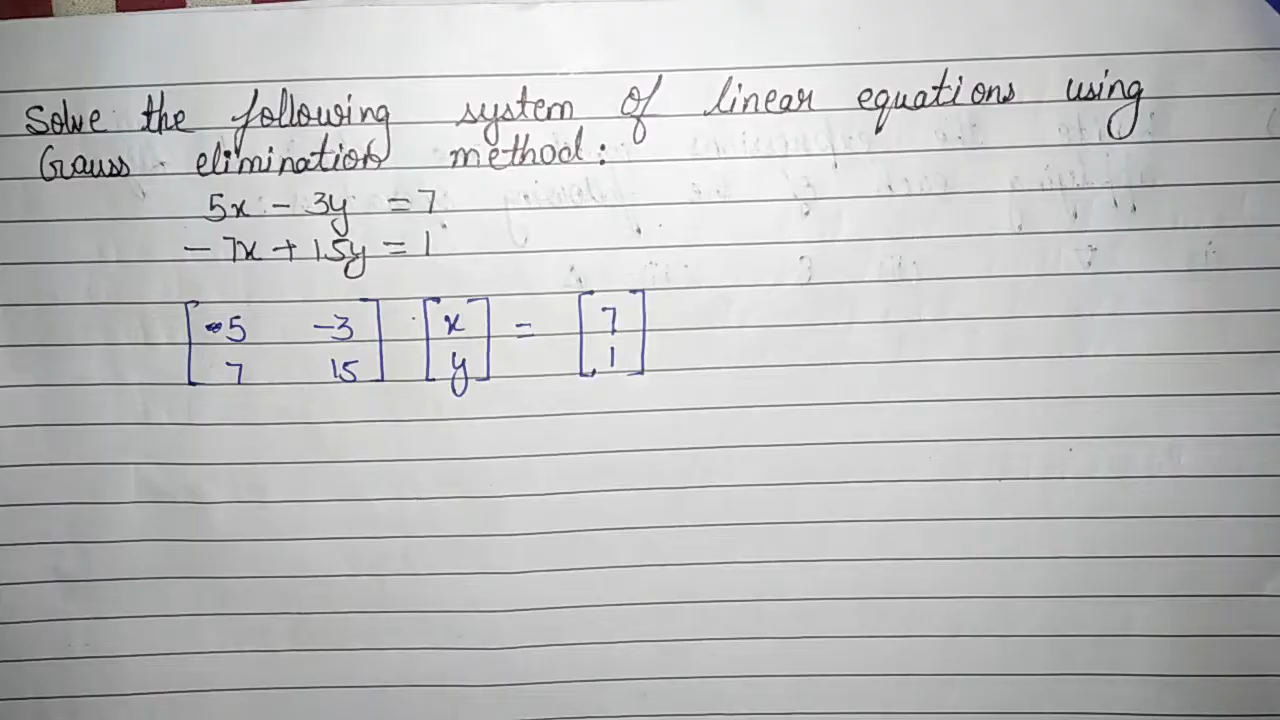 Solve the following system of linear equations using
Gauss elimination method:
5x - 3y = 7
- 7x + 15y = 1
[-5 -3] [x] = [7]
[7 15] [y] [1]